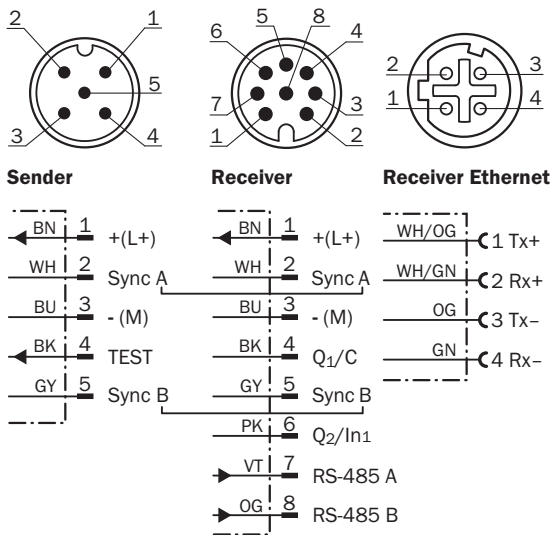 2 1
5
3 4
5 8
6 4
7 3
1 2
2 3
1 4
Sender
BN 1 +(L+)
WH 2 Sync A
BU 3 - (M)
BK 4 TEST
GY 5 Sync B
Receiver
BN 1 +(L+)
WH 2 Sync A
BU 3 - (M)
BK 4 Q1/C
GY 5 Sync B
PK 6 Q2/In1
VT 7 RS-485 A
OG 8 RS-485 B
Receiver Ethernet
WH/OG 1 Tx+
WH/GN 2 Rx+
OG 3 Tx–
GN 4 Rx–